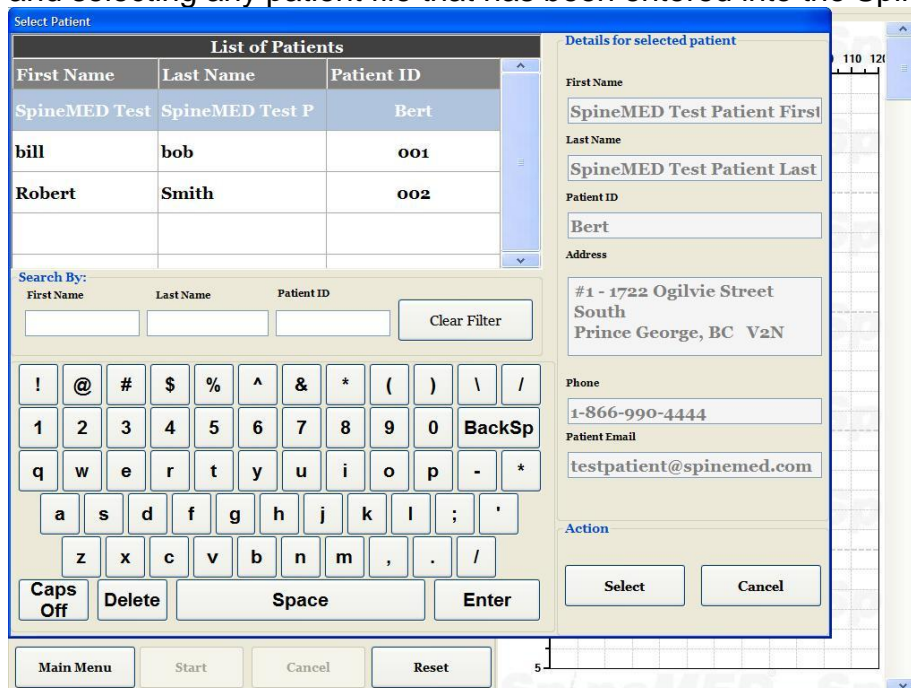 and selecting any patient file that has been entered into the
Select Patient
List of Patients
First Name Last Name Patient ID
SpineMED Test SpineMED Test P Bert
bill bob 001
Robert Smith 002
Search By:
First Name Last Name Patient ID
Clear Filter
! @ # $ % ^ & * ( ) \ /
1 2 3 4 5 6 7 8 9 0 BackSp
q w e r t y u i o p - *
a s d f g h j k l ; '
z x c v b n m , . /
Caps Off Delete Space Enter
Details for selected patient
First Name
SpineMED Test Patient First
Last Name
SpineMED Test Patient Last
Patient ID
Bert
Address
#1 - 1722 Ogilvie Street
South
Prince George, BC V2N
Phone
1-866-990-4444
Patient Email
testpatient@spinemed.com
Action
Select Cancel
110 120
Main Menu Start Cancel Reset
5
SpineMED